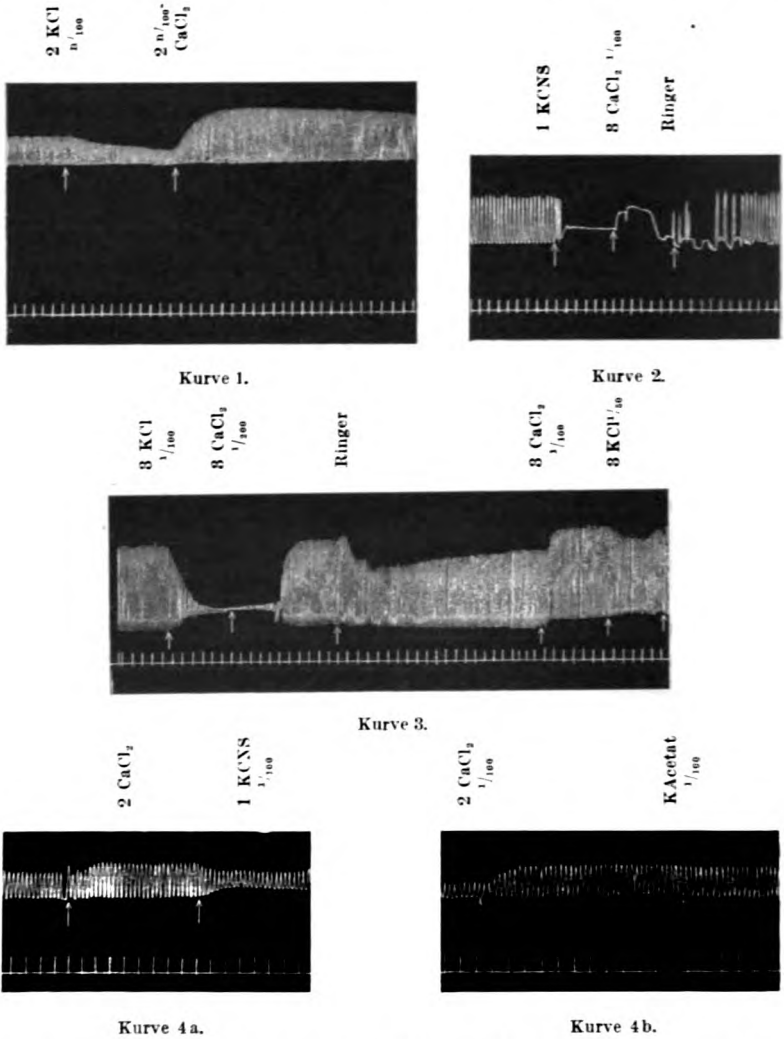 2 KCl
n/100
2 n/100-
CaCl₂
1 KCNS
8 CaCl₂ 1/100
Ringer
Kurve 1.
Kurve 2.
8 KCl
1/100
8 CaCl₂
1/200
Ringer
8 CaCl₂
1/100
8 KCl 1/50
Kurve 3.
2 CaCl₂
1 KCNS
1/100
2 CaCl₂
1/100
KAcetat
1/100
Kurve 4a.
Kurve 4b.